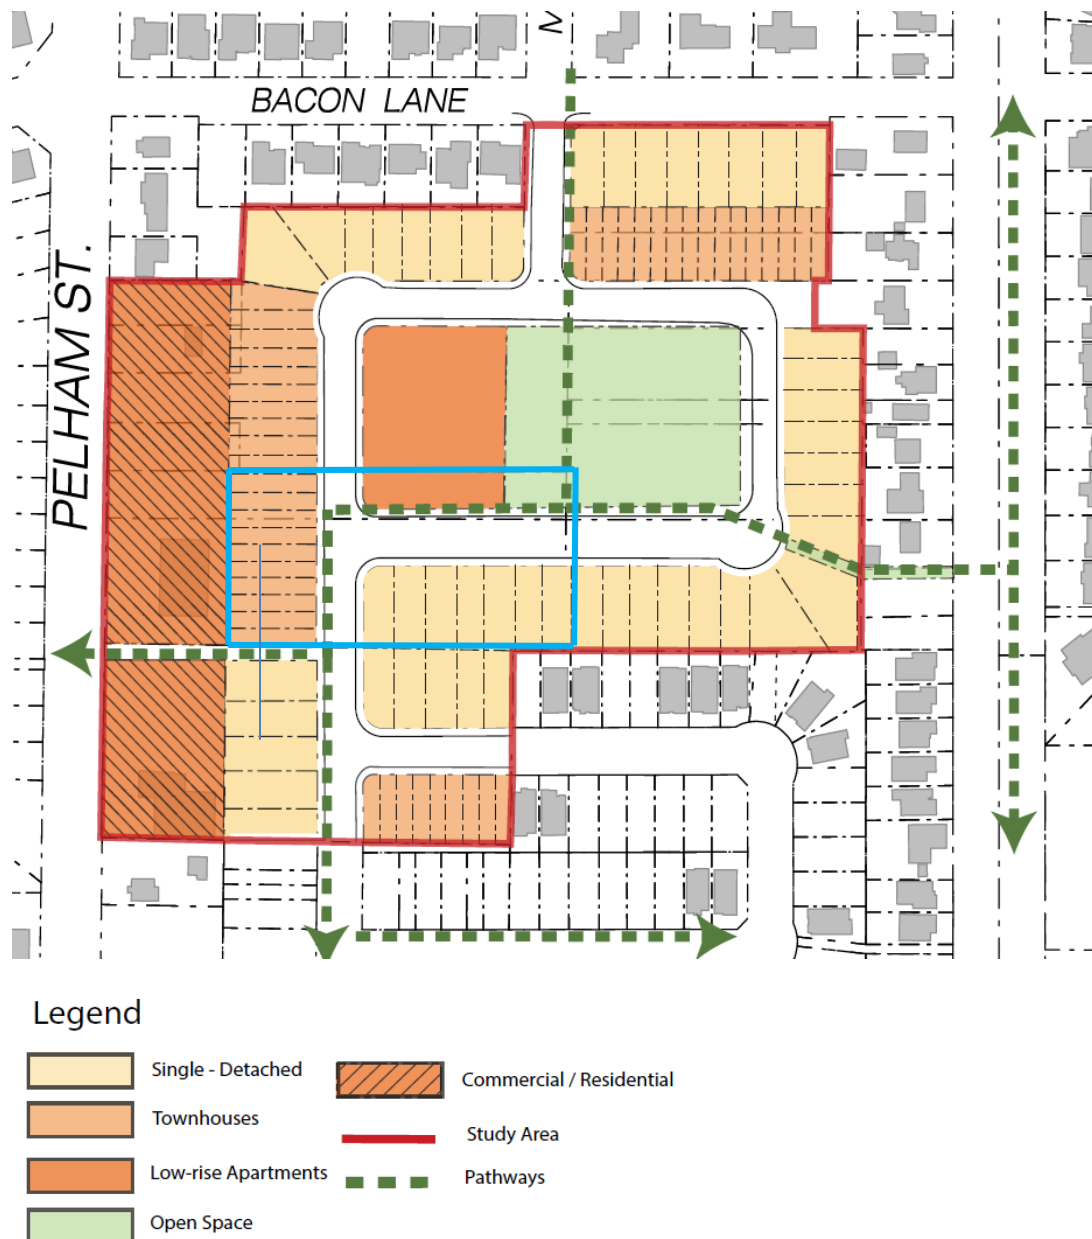 BACON LANE
PELHAM ST.
Legend
Single - Detached
Townhouses
Low-rise Apartments
Open Space
Commercial / Residential
Study Area
Pathways